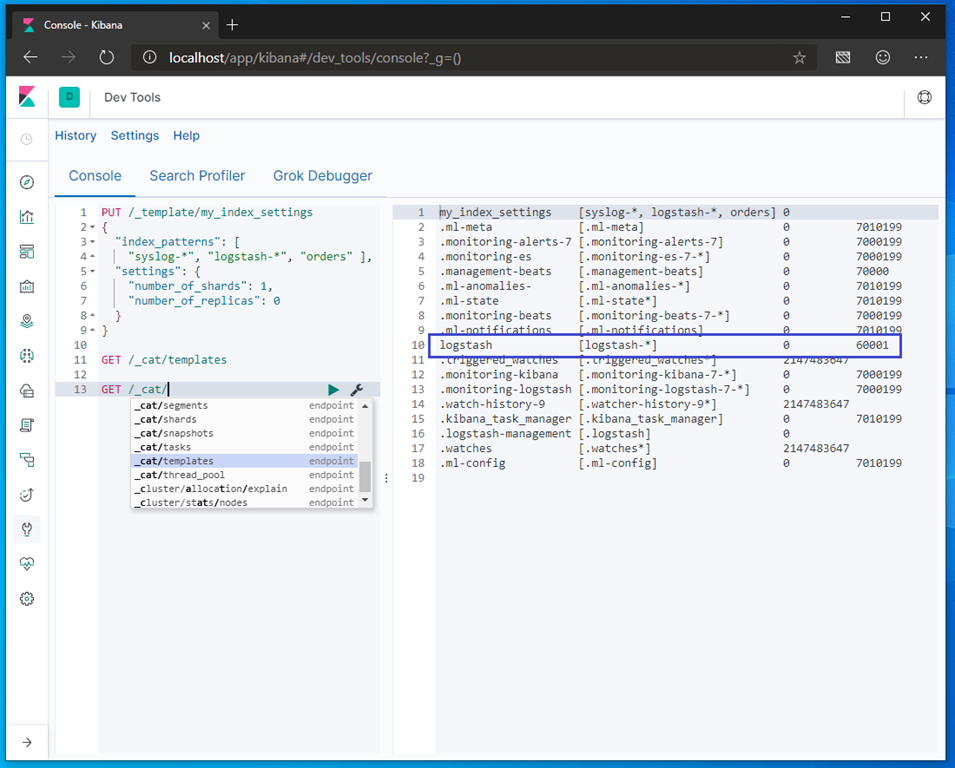 Console - Kibana
localhost/app/kibana#/dev_tools/console?_g=()
D
Dev Tools
History Settings Help
Console Search Profiler Grok Debugger
1 PUT /_template/my_index_settings
2 {
3 "index_patterns": [
4 "syslog-*", "logstash-*", "orders" ],
5 "settings": {
6 "number_of_shards": 1,
7 "number_of_replicas": 0
8 }
9 }
10
11 GET /_cat/templates
12
13 GET /_cat/
_cat/segments endpoint
_cat/shards endpoint
_cat/snapshots endpoint
_cat/tasks endpoint
_cat/templates endpoint
_cat/thread_pool endpoint
_cluster/allocation/explain endpoint
_cluster/stats/nodes endpoint
1 my_index_settings [syslog-*, logstash-*, orders] 0
2 .ml-meta [.ml-meta] 0 7010199
3 .monitoring-alerts-7 [.monitoring-alerts-7] 0 7000199
4 .monitoring-es [.monitoring-es-7-*] 0 7000199
5 .management-beats [.management-beats] 0 70000
6 .ml-anomalies- [.ml-anomalies-*] 0 7010199
7 .ml-state [.ml-state*] 0 7010199
8 .monitoring-beats [.monitoring-beats-7-*] 0 7000199
9 .ml-notifications [.ml-notifications] 0 7010199
10 logstash [logstash-*] 0 60001
11 .triggered_watches [.triggered_watches*] 2147483647
12 .monitoring-kibana [.monitoring-kibana-7-*] 0 7000199
13 .monitoring-logstash [.monitoring-logstash-7-*] 0 7000199
14 .watch-history-9 [.watcher-history-9*] 2147483647
15 .kibana_task_manager [.kibana_task_manager] 0 7010199
16 .logstash-management [.logstash] 0
17 .watches [.watches*] 2147483647
18 .ml-config [.ml-config] 0 7010199
19